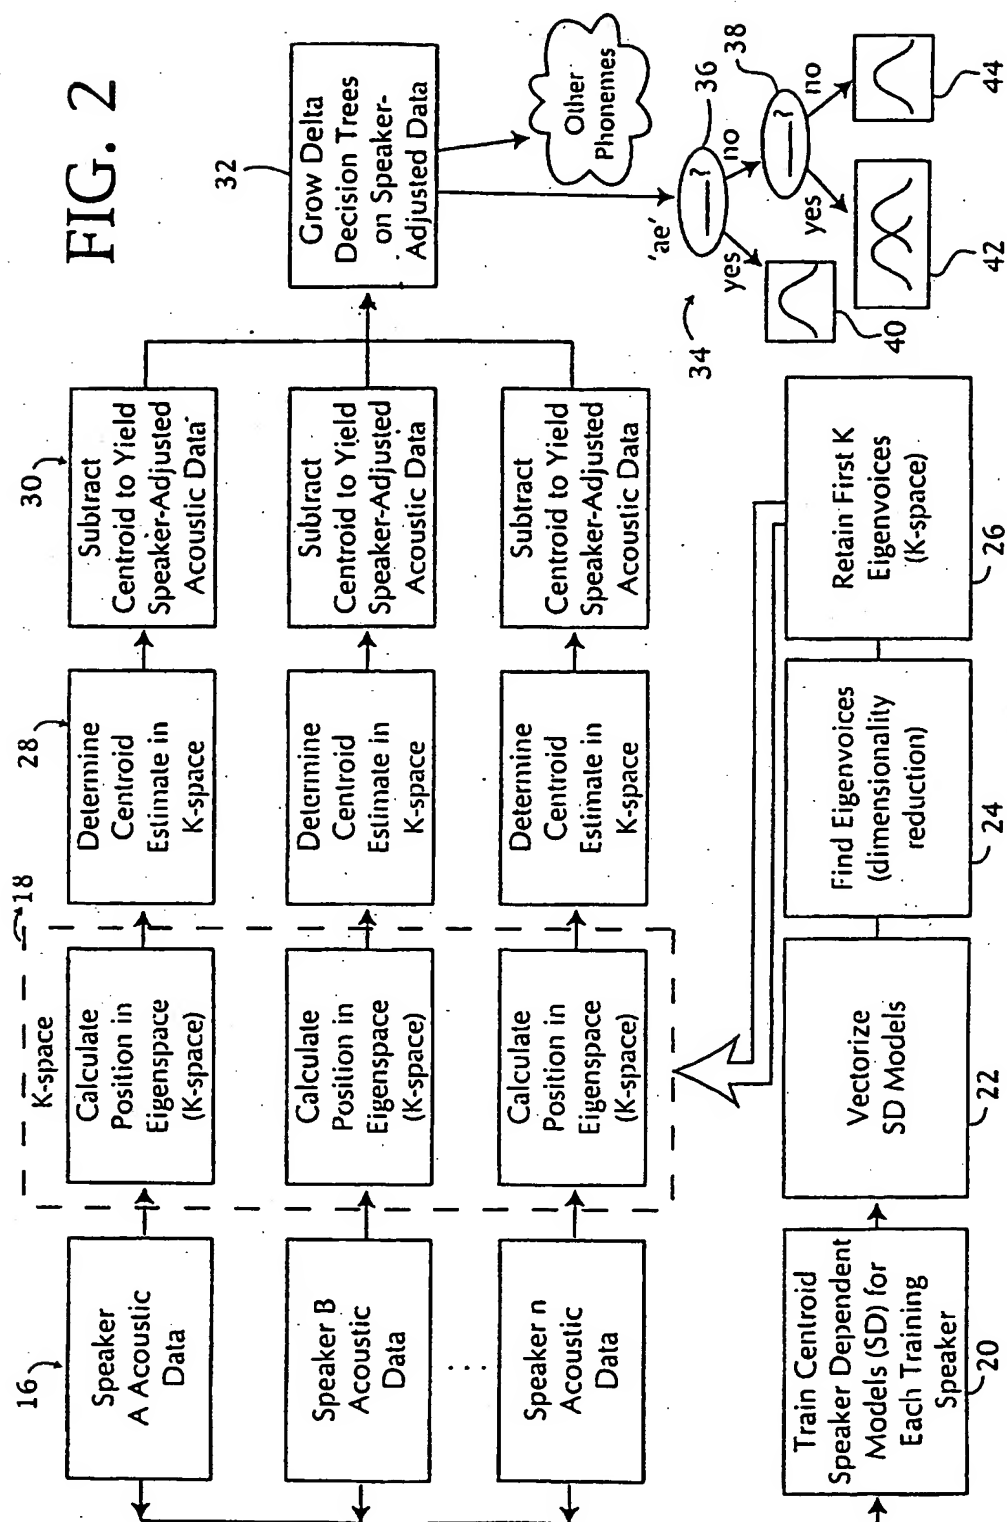 FIG. 2
16
Speaker
A Acoustic
Data
Speaker B
Acoustic
Data
Speaker n
Acoustic
Data
K-space
18
Calculate
Position in
Eigenspace
(K-space)
Calculate
Position in
Eigenspace
(K-space)
Calculate
Position in
Eigenspace
(K-space)
28
Determine
Centroid
Estimate in
K-space
Determine
Centroid
Estimate in
K-space
Determine
Centroid
Estimate in
K-space
30
Subtract
Centroid to Yield
Speaker-Adjusted
Acoustic Data
Subtract
Centroid to Yield
Speaker-Adjusted
Acoustic Data
Subtract
Centroid to Yield
Speaker-Adjusted
Acoustic Data
32
Grow Delta
Decision Trees
on Speaker-
Adjusted Data
Other
Phonemes
'ae'
34
?
36
yes
no
?
38
yes
no
40
42
44
Train Centroid
Speaker Dependent
Models (SD) for
Each Training
Speaker
20
Vectorize
SD Models
22
Find Eigenvoices
(dimensionality
reduction)
24
Retain First K
Eigenvoices
(K-space)
26